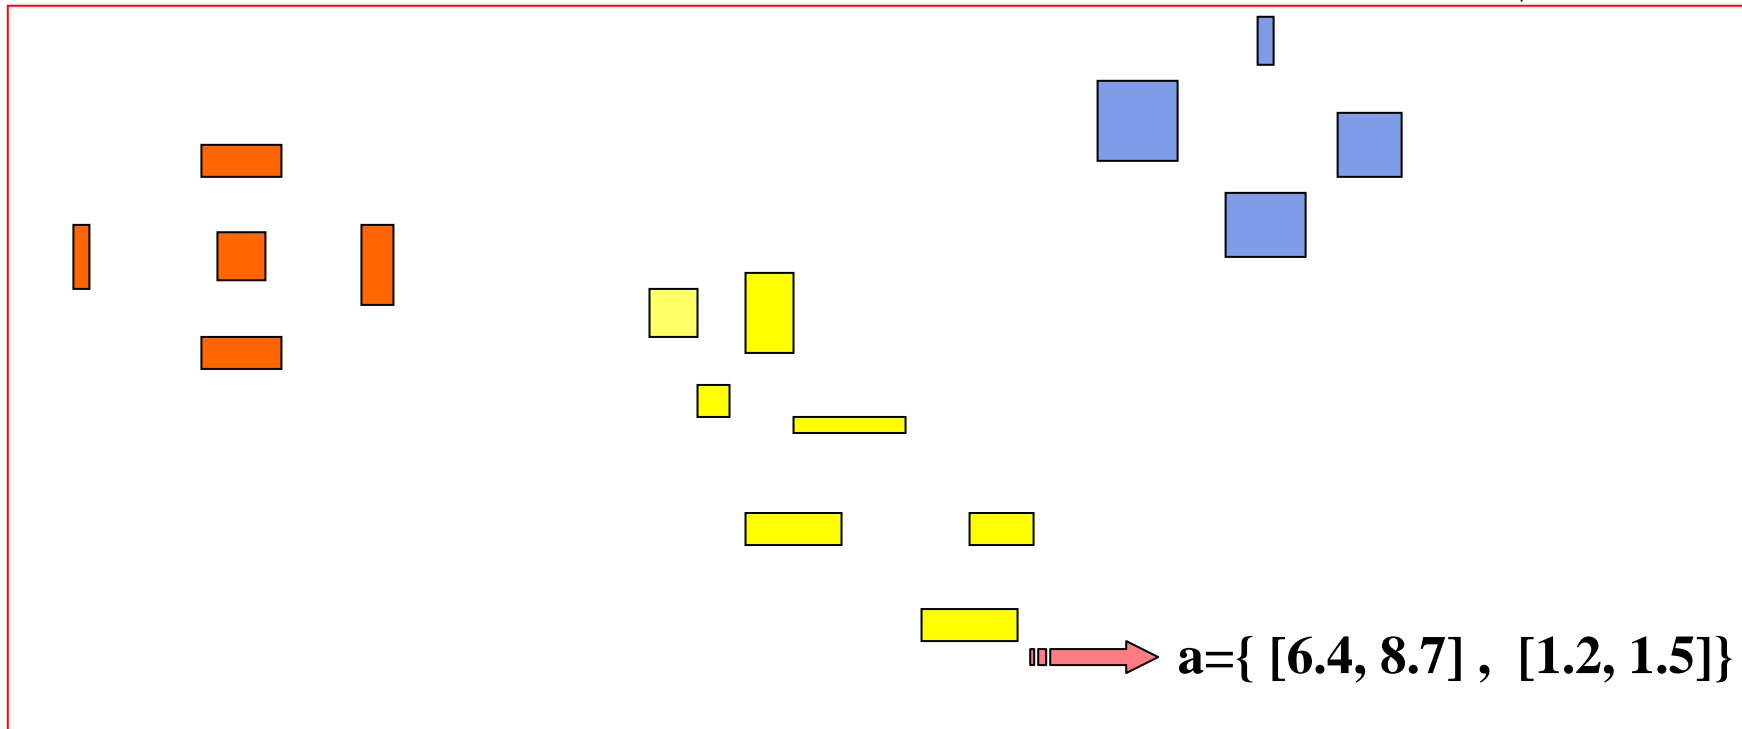 a={ [6.4, 8.7] , [1.2, 1.5]}